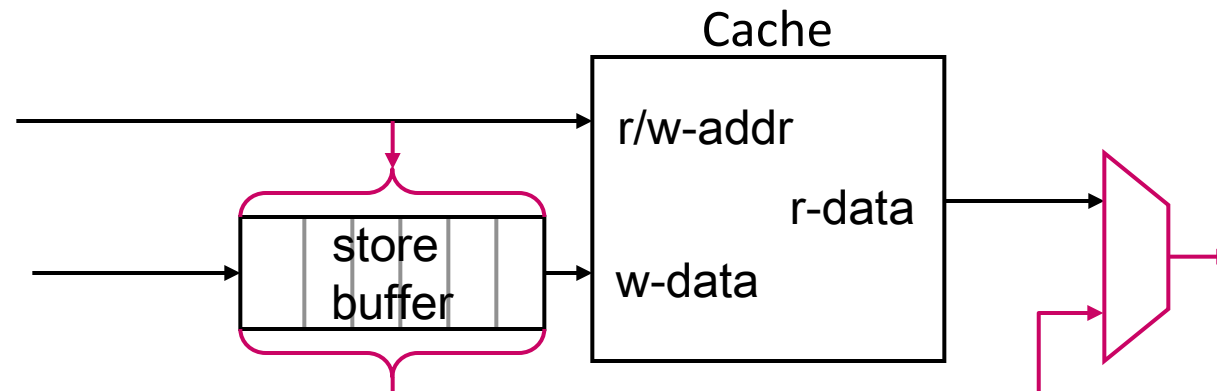 Cache
r/w-addr
r-data
store
buffer
w-data